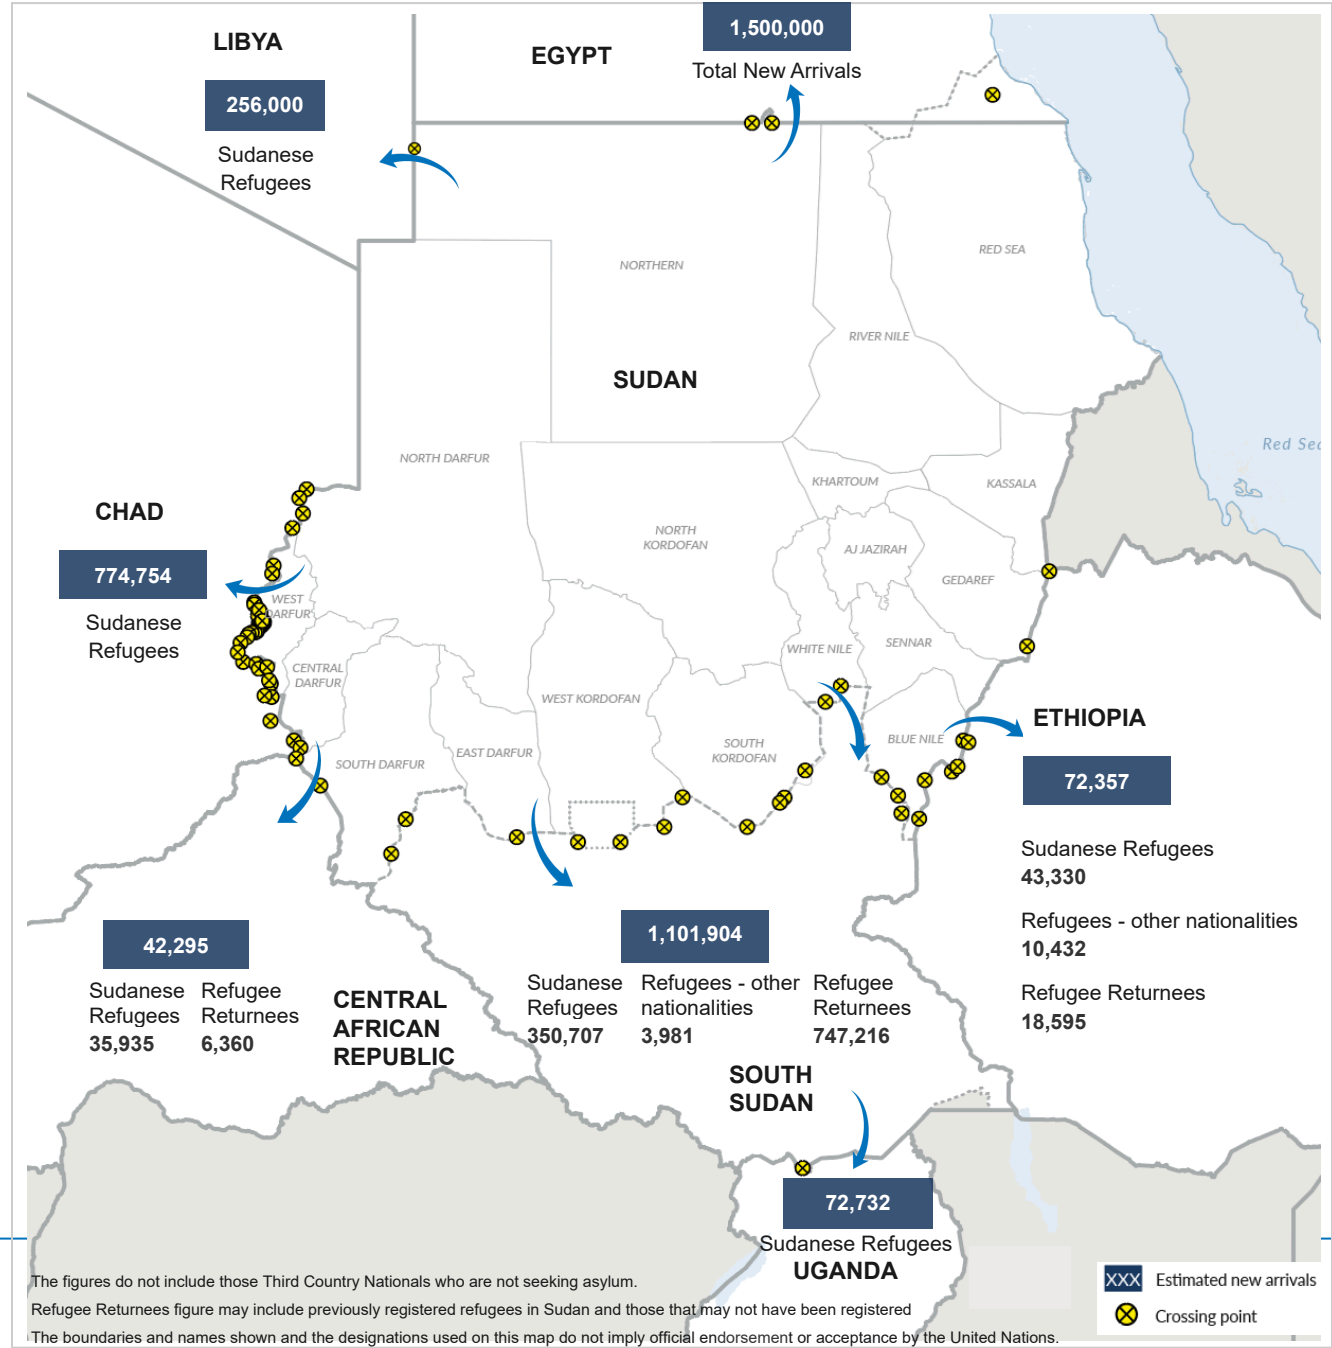 LIBYA
256,000
Sudanese
Refugees
EGYPT
1,500,000
Total New Arrivals
NORTHERN
RED SEA
RIVER NILE
SUDAN
NORTH DARFUR
KHARTOUM
KASSALA
NORTH
KORDOFAN
AJ JAZIRAH
GEDAREF
CHAD
774,754
Sudanese
Refugees
WEST
DARFUR
CENTRAL
DARFUR
WHITE NILE
SENNAR
WEST KORDOFAN
SOUTH
KORDOFAN
EAST DARFUR
SOUTH DARFUR
BLUE NILE
ETHIOPIA
72,357
Sudanese Refugees
43,330
Refugees - other nationalities
10,432
Refugee Returnees
18,595
42,295
Sudanese
Refugees
35,935
Refugee
Returnees
6,360
CENTRAL
AFRICAN
REPUBLIC
1,101,904
Sudanese
Refugees
350,707
Refugees - other
nationalities
3,981
Refugee
Returnees
747,216
SOUTH
SUDAN
72,732
Sudanese Refugees
UGANDA
The figures do not include those Third Country Nationals who are not seeking asylum.
Refugee Returnees figure may include previously registered refugees in Sudan and those that may not have been registered
The boundaries and names shown and the designations used on this map do not imply official endorsement or acceptance by the United Nations.
XXX Estimated new arrivals
Crossing point
Red Sea